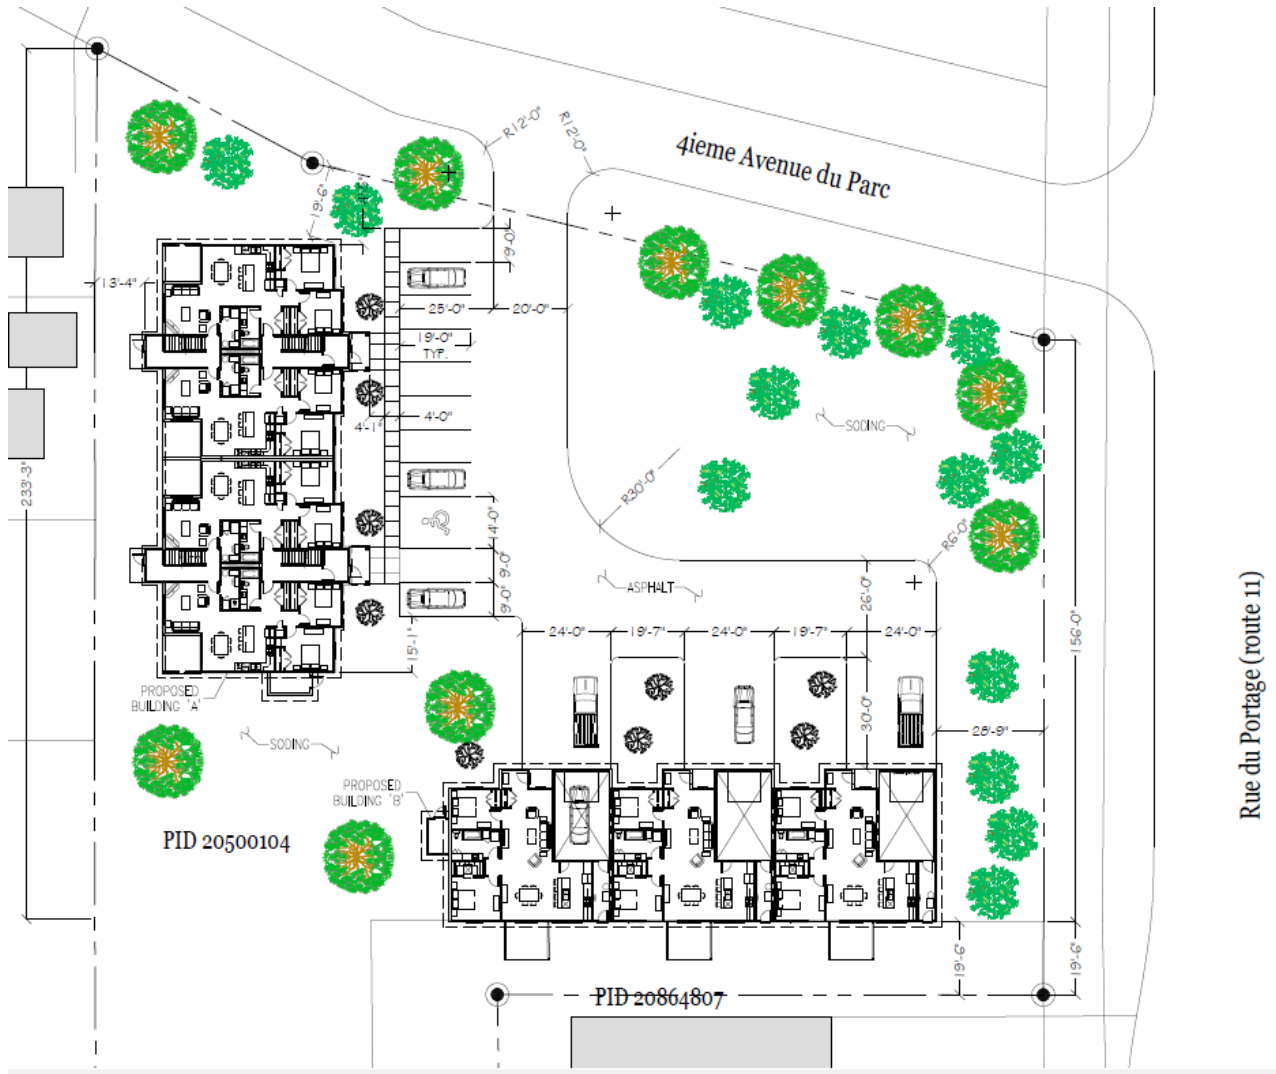 4ieme Avenue du Parc
R12'-0"
R12'-0"
19'-6"
9'-0"
13'-4"
25'-0"
20'-0"
19'-0"
TYP.
4'-1"
4'-0"
SODING
233'-3"
R30'-0"
14'-0"
R6'-0"
9'-0"
9'-0"
ASPHALT
26'-0"
24'-0"
19'-7"
24'-0"
19'-7"
24'-0"
15'-1"
156'-0"
Rue du Portage (route 11)
PROPOSED
BUILDING 'A'
SODING
30'-0"
28'-9"
PROPOSED
BUILDING 'B'
PID 20500104
19'-6"
19'-6"
PID 20864807